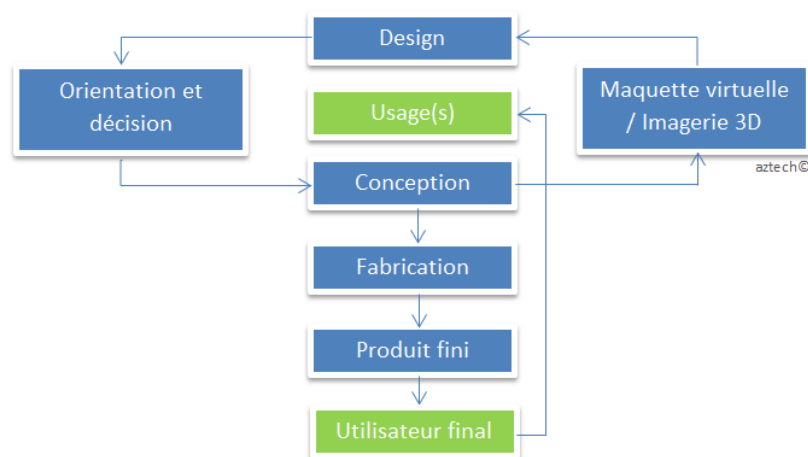 Design
Orientation et
décision
Maquette virtuelle
/ Imagerie 3D
Usage(s)
aztech©
Conception
Fabrication
Produit fini
Utilisateur final